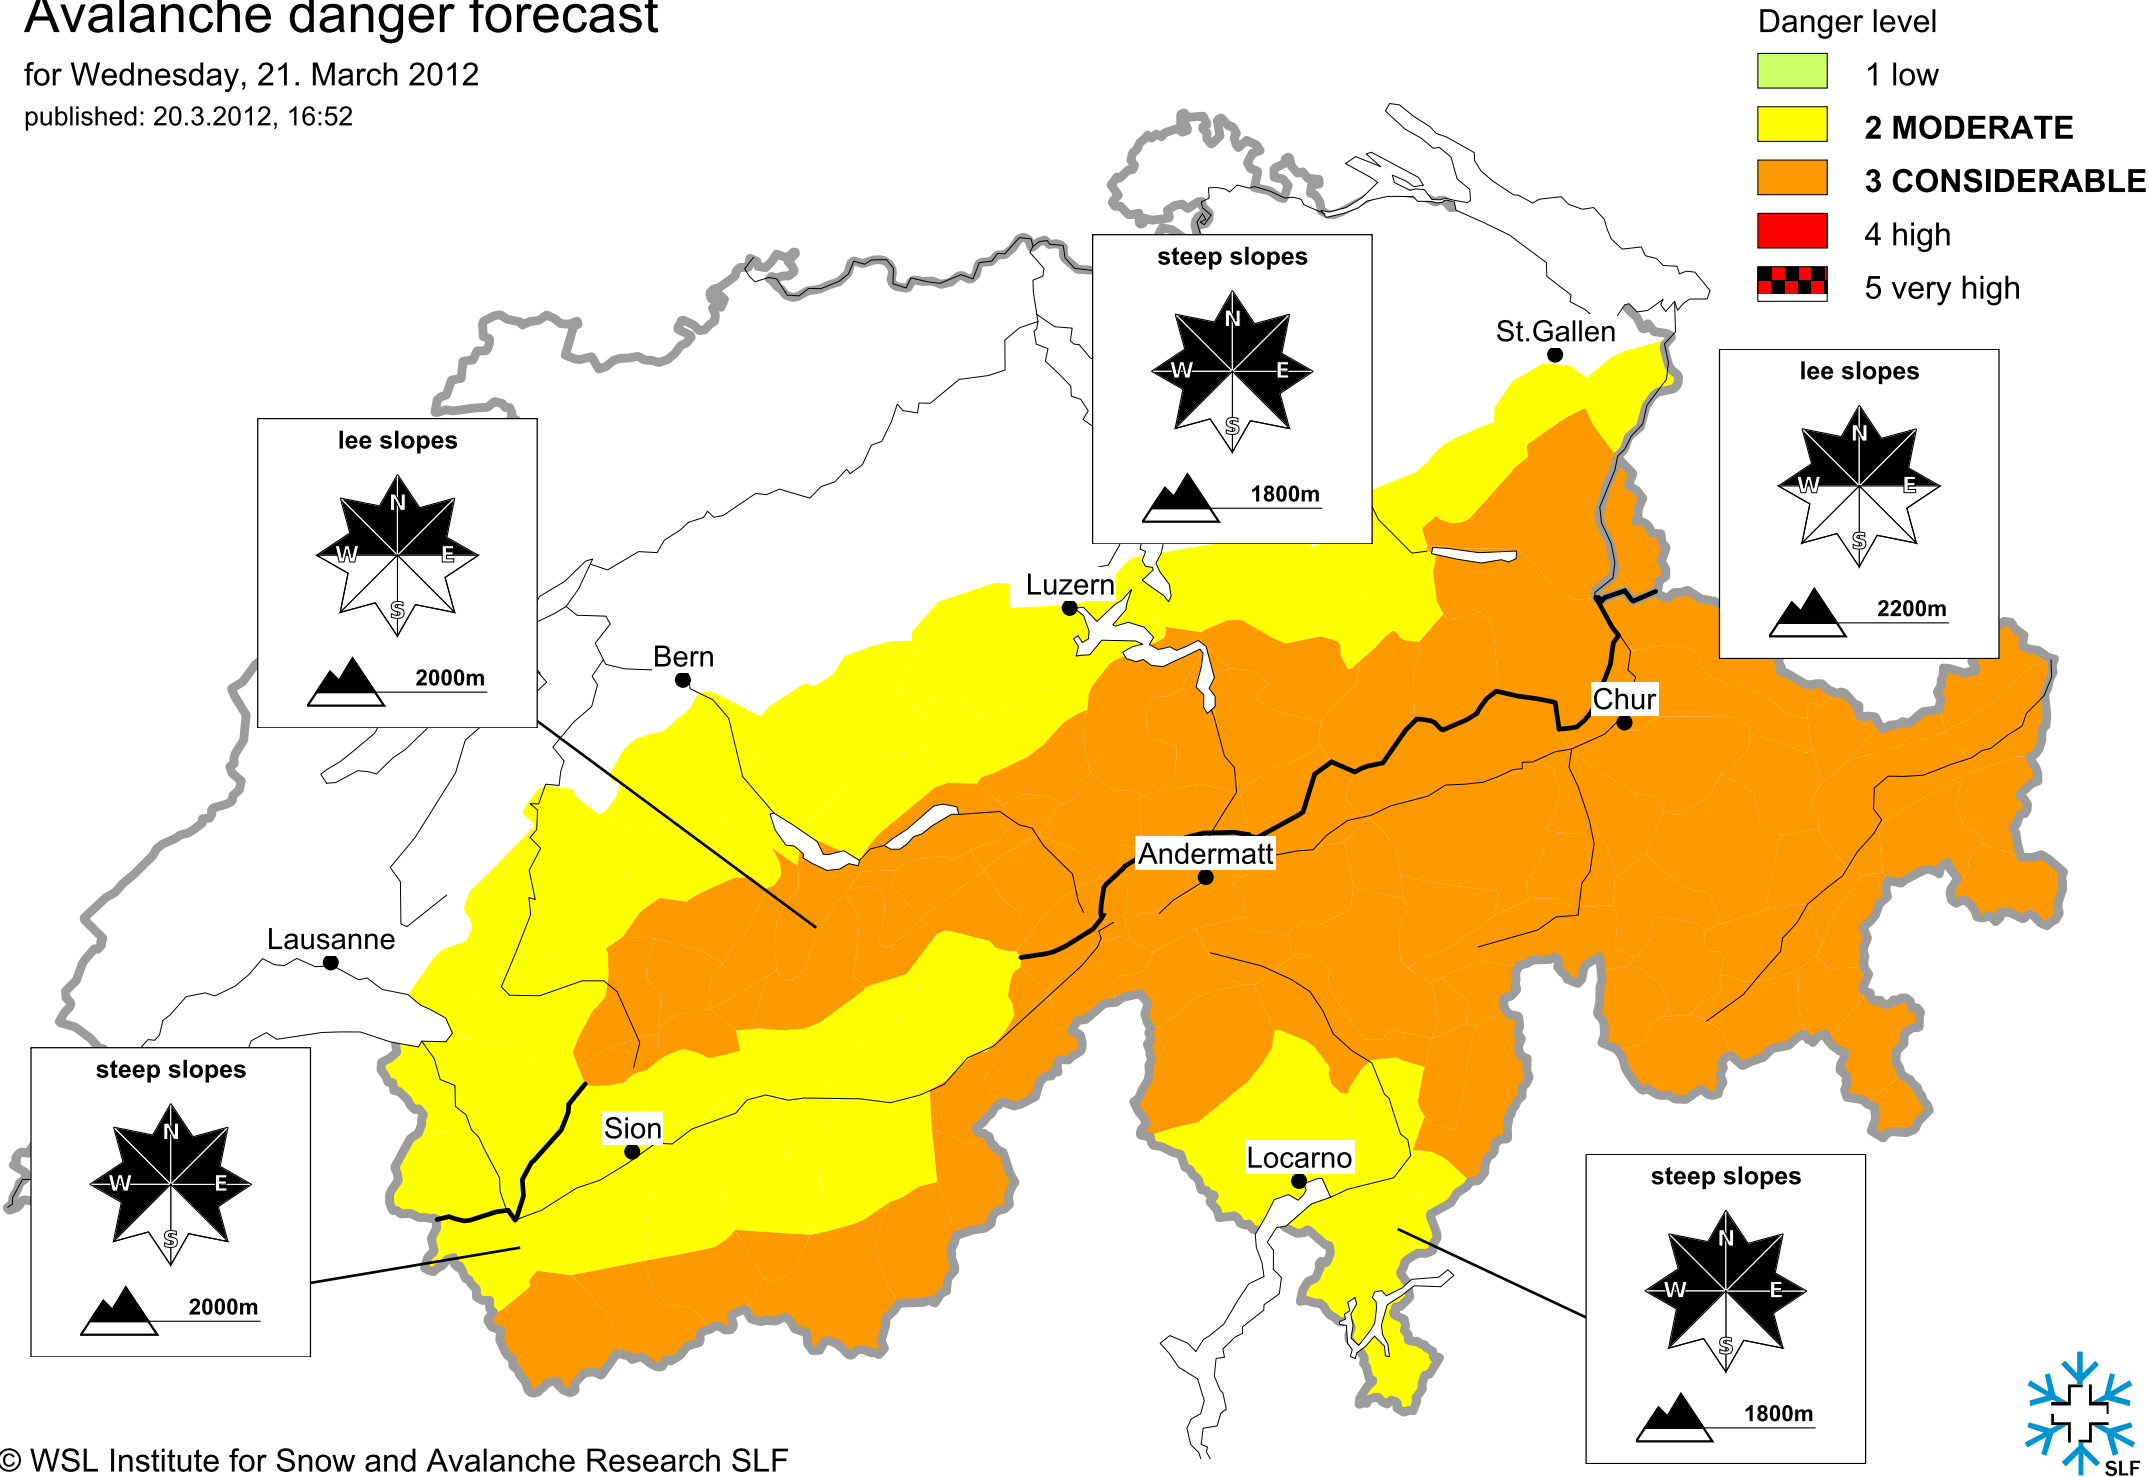 Avalanche danger forecast
for Wednesday, 21. March 2012
published: 20.3.2012, 16:52
Danger level
1 low
2 MODERATE
3 CONSIDERABLE
4 high
5 very high
steep slopes
N
W E
S
1800m
St.Gallen
lee slopes
N
W E
S
2200m
lee slopes
N
W E
S
2000m
Luzern
Bern
Chur
Andermatt
Lausanne
steep slopes
N
W E
S
2000m
Sion
Locarno
steep slopes
N
W E
S
1800m
© WSL Institute for Snow and Avalanche Research SLF
SLF